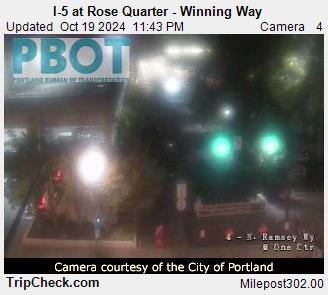 I-5 at Rose Quarter - Winning Way
Updated Oct 19 2024 11:43 PM Camera 4
PBOT
PORTLAND BUREAU OF TRANSPORTATION
4 - N. Ramsey Wy
@ One Ctr
Camera courtesy of the City of Portland
TripCheck.com Milepost302.00